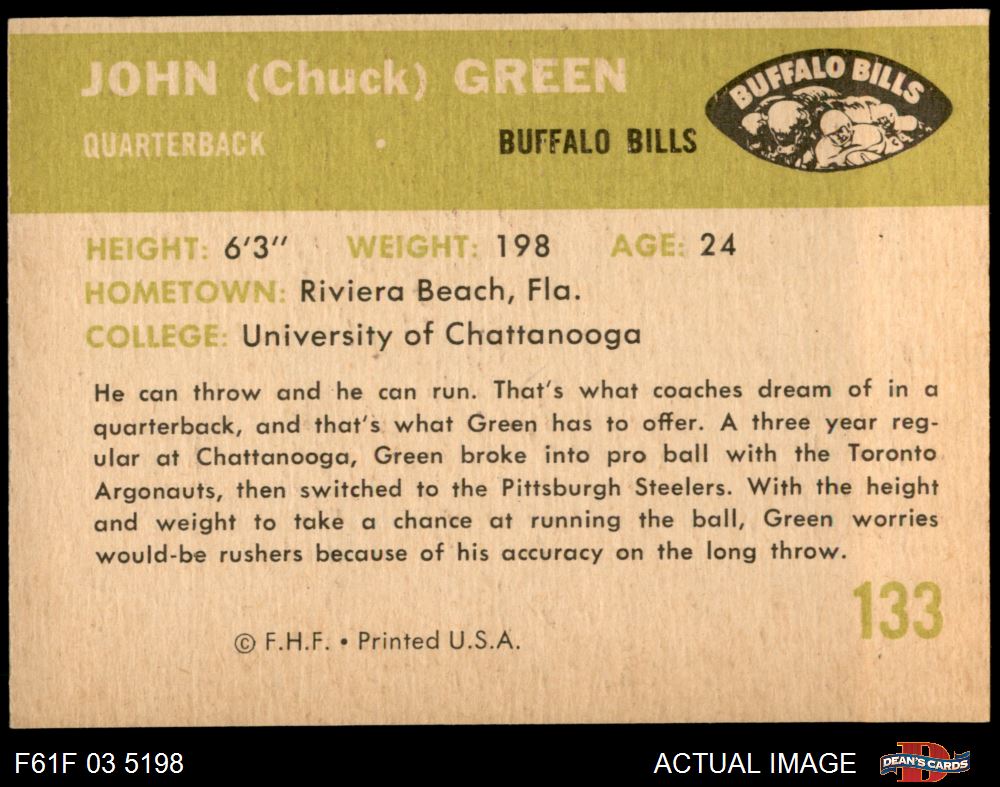 JOHN (Chuck) GREEN
BUFFALO BILLS
QUARTERBACK • BUFFALO BILLS
HEIGHT: 6'3" WEIGHT: 198 AGE: 24
HOMETOWN: Riviera Beach, Fla.
COLLEGE: University of Chattanooga
He can throw and he can run. That's what coaches dream of in a
quarterback, and that's what Green has to offer. A three year reg-
ular at Chattanooga, Green broke into pro ball with the Toronto
Argonauts, then switched to the Pittsburgh Steelers. With the height
and weight to take a chance at running the ball, Green worries
would-be rushers because of his accuracy on the long throw.
133
© F.H.F. • Printed U.S.A.
F61F 03 5198 ACTUAL IMAGE DEAN'S CARDS